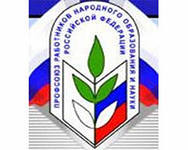 ПРОФСОЮЗ РАБОТНИКОВ НАРОДНОГО ОБРАЗОВАНИЯ И НАУКИ
РОССИЙСКОЙ ФЕДЕРАЦИИ